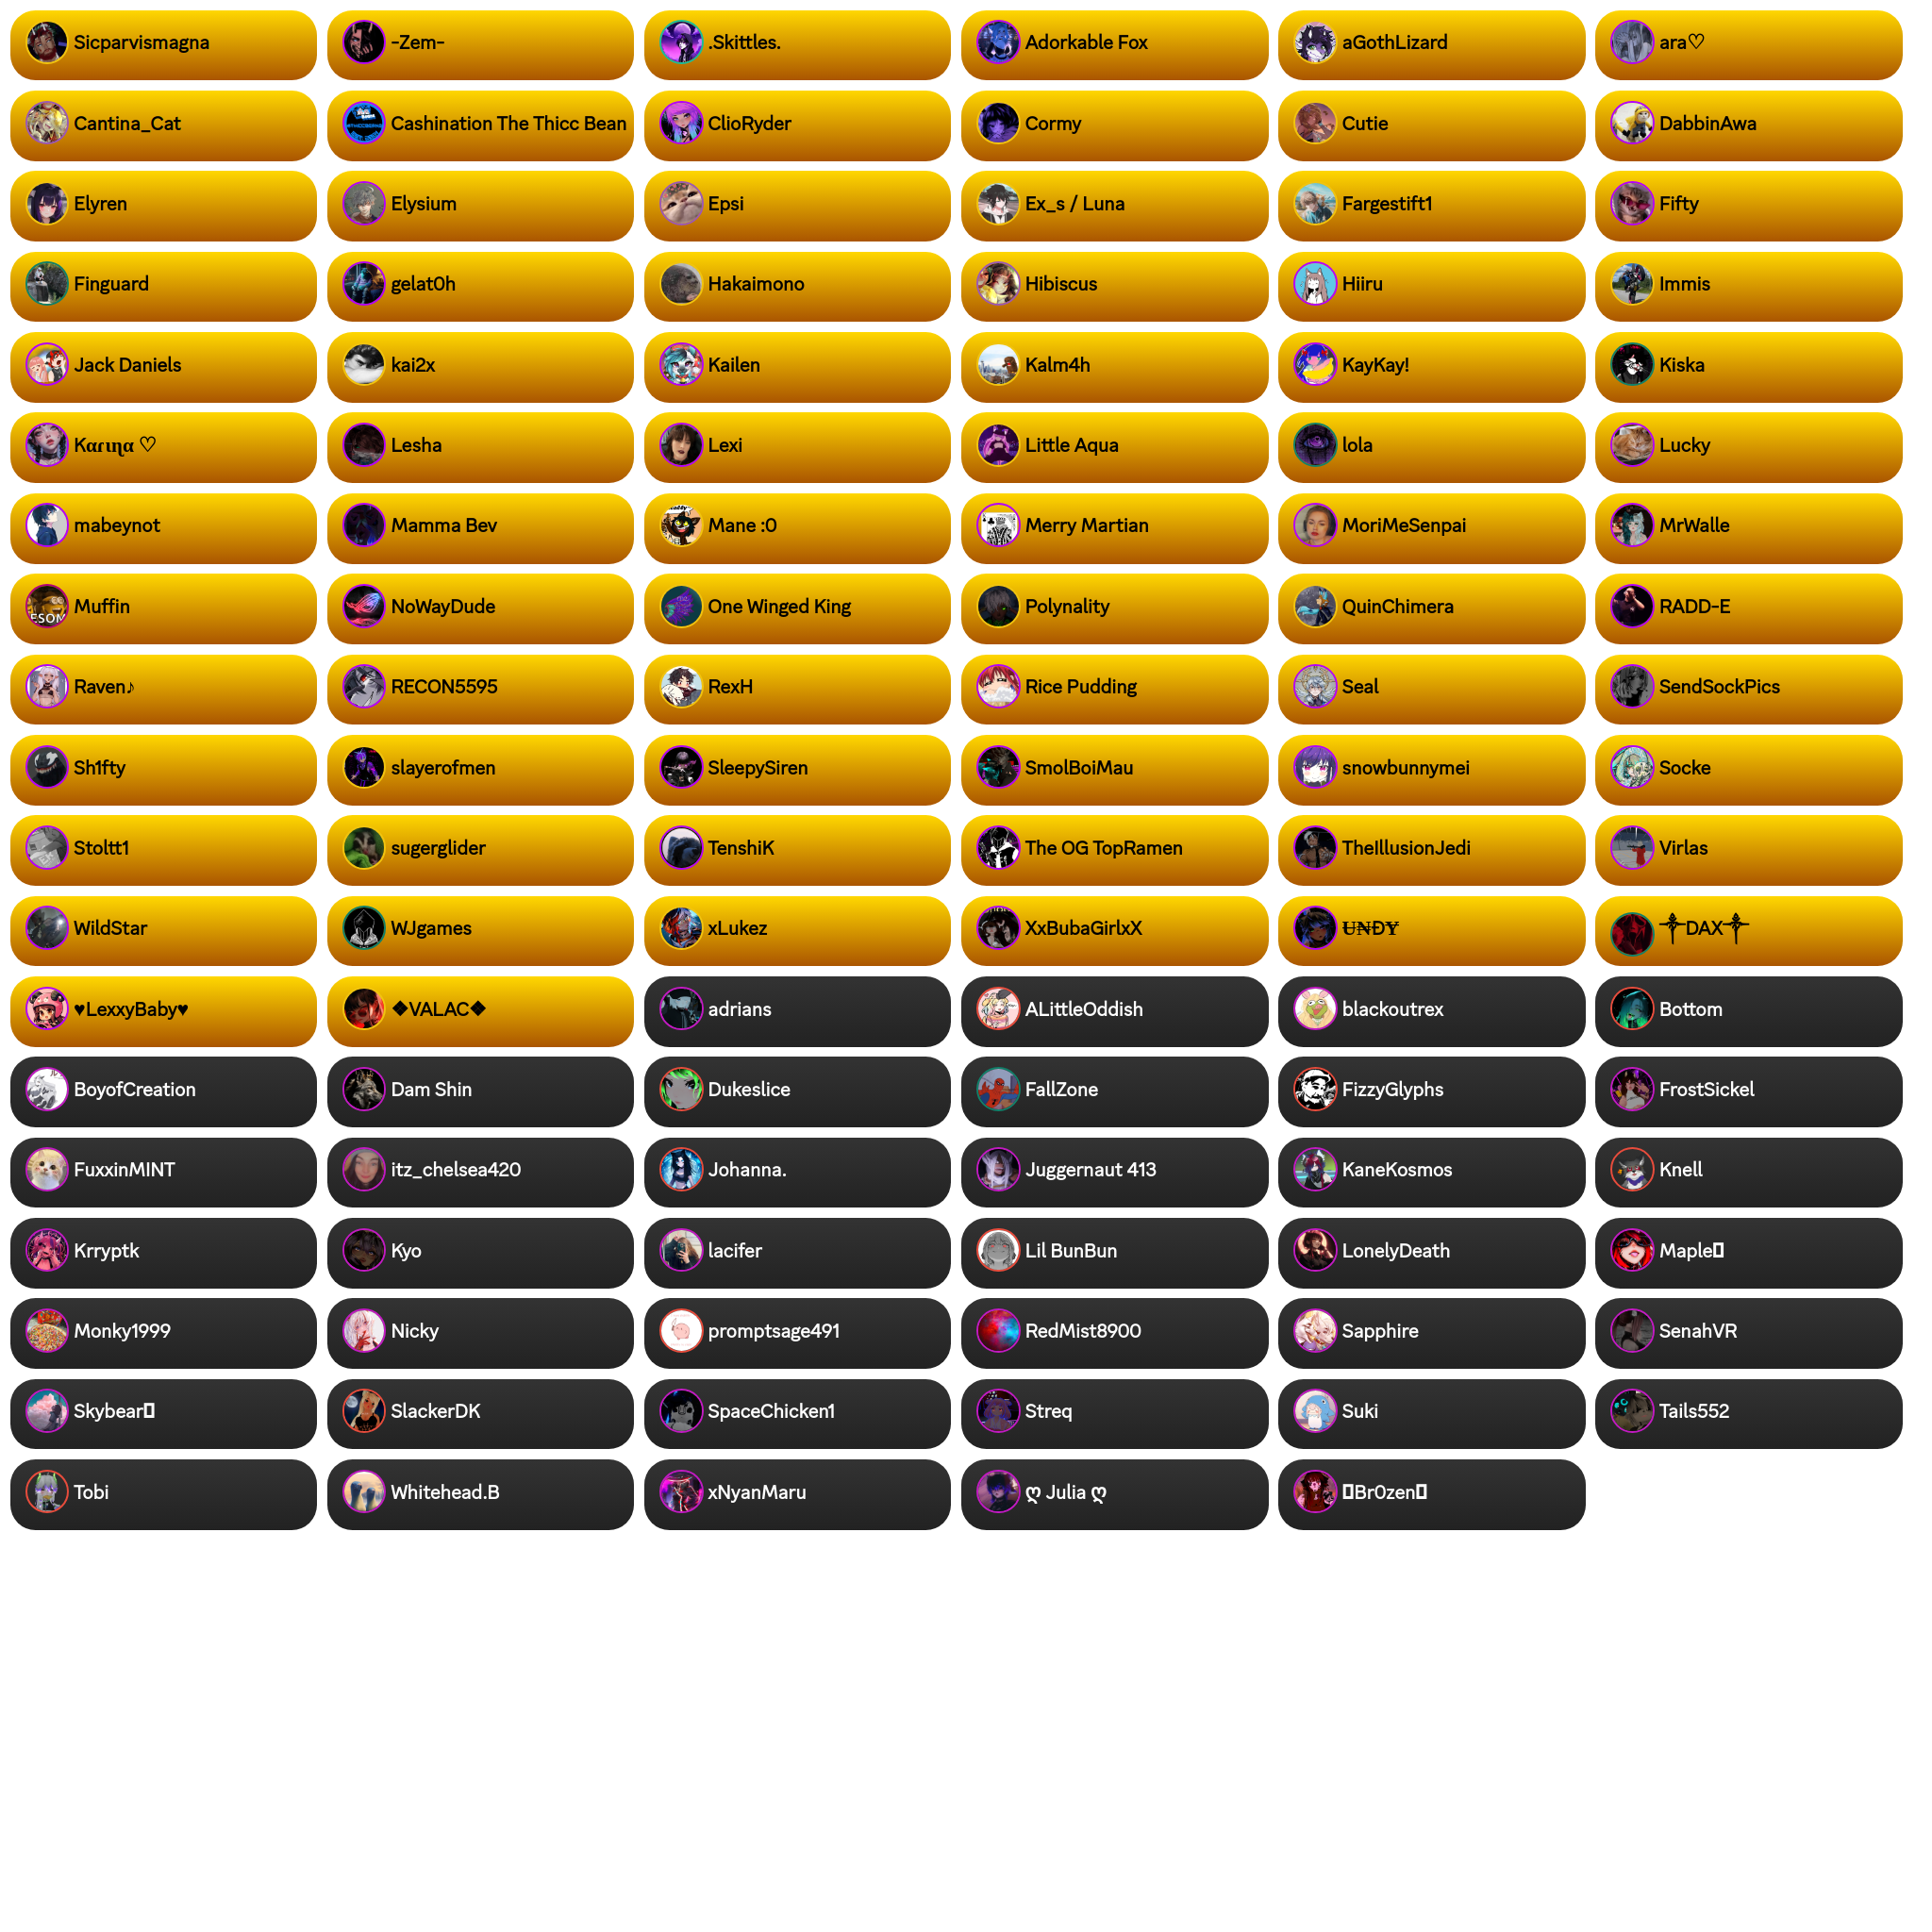 Sicparvismagna
-Zem-
.Skittles.
Adorkable Fox
aGothLizard
ara♡
Cantina_Cat
Cashination The Thicc Bean
ClioRyder
Cormy
Cutie
DabbinAwa
Elyren
Elysium
Epsi
Ex_s / Luna
Fargestift1
Fifty
Finguard
gelat0h
Hakaimono
Hibiscus
Hiiru
Immis
Jack Daniels
kai2x
Kailen
Kalm4h
KayKay!
Kiska
Kαɾιɳα ♡
Lesha
Lexi
Little Aqua
lola
Lucky
mabeynot
Mamma Bev
Mane :0
Merry Martian
MoriMeSenpai
MrWalle
Muffin
NoWayDude
One Winged King
Polynality
QuinChimera
RADD-E
Raven♪
RECON5595
RexH
Rice Pudding
Seal
SendSockPics
Sh1fty
slayerofmen
SleepySiren
SmolBoiMau
snowbunnymei
Socke
Stoltt1
sugerglider
TenshiK
The OG TopRamen
TheIllusionJedi
Virlas
WildStar
WJgames
xLukez
XxBubaGirlxX
U̶N̶ĐY̶
༒DAX༒
♥LexxyBaby♥
❖VALAC❖
adrians
ALittleOddish
blackoutrex
Bottom
BoyofCreation
Dam Shin
Dukeslice
FallZone
FizzyGlyphs
FrostSickel
FuxxinMINT
itz_chelsea420
Johanna.
Juggernaut 413
KaneKosmos
Knell
Krryptk
Kyo
lacifer
Lil BunBun
LonelyDeath
Maple
Monky1999
Nicky
promptsage491
RedMist8900
Sapphire
SenahVR
Skybear
SlackerDK
SpaceChicken1
Streq
Suki
Tails552
Tobi
Whitehead.B
xNyanMaru
ღ Julia ღ
Br0zen